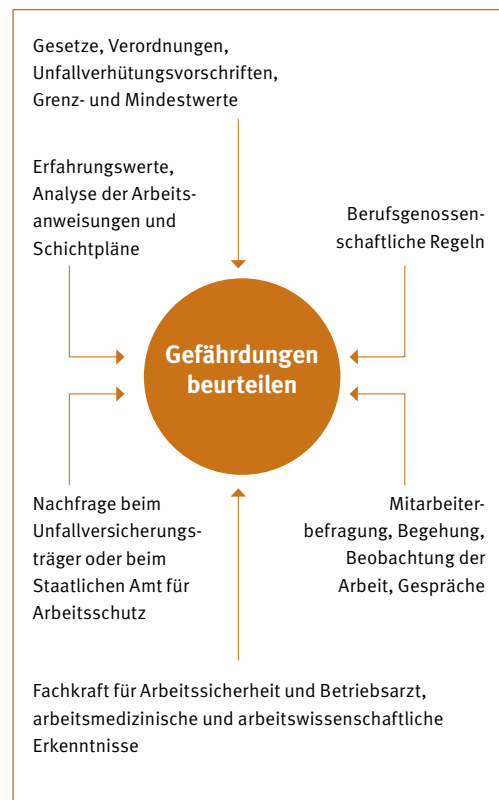 Gesetze, Verordnungen,
Unfallverhütungsvorschriften,
Grenz- und Mindestwerte
Erfahrungswerte,
Analyse der Arbeits-
anweisungen und
Schichtpläne
Berufsgenossen-
schaftliche Regeln
Gefährdungen
beurteilen
Nachfrage beim
Unfallversicherungs-
träger oder beim
Staatlichen Amt für
Arbeitsschutz
Mitarbeiter-
befragung, Begehung,
Beobachtung der
Arbeit, Gespräche
Fachkraft für Arbeitssicherheit und Betriebsarzt,
arbeitsmedizinische und arbeitswissenschaftliche
Erkenntnisse